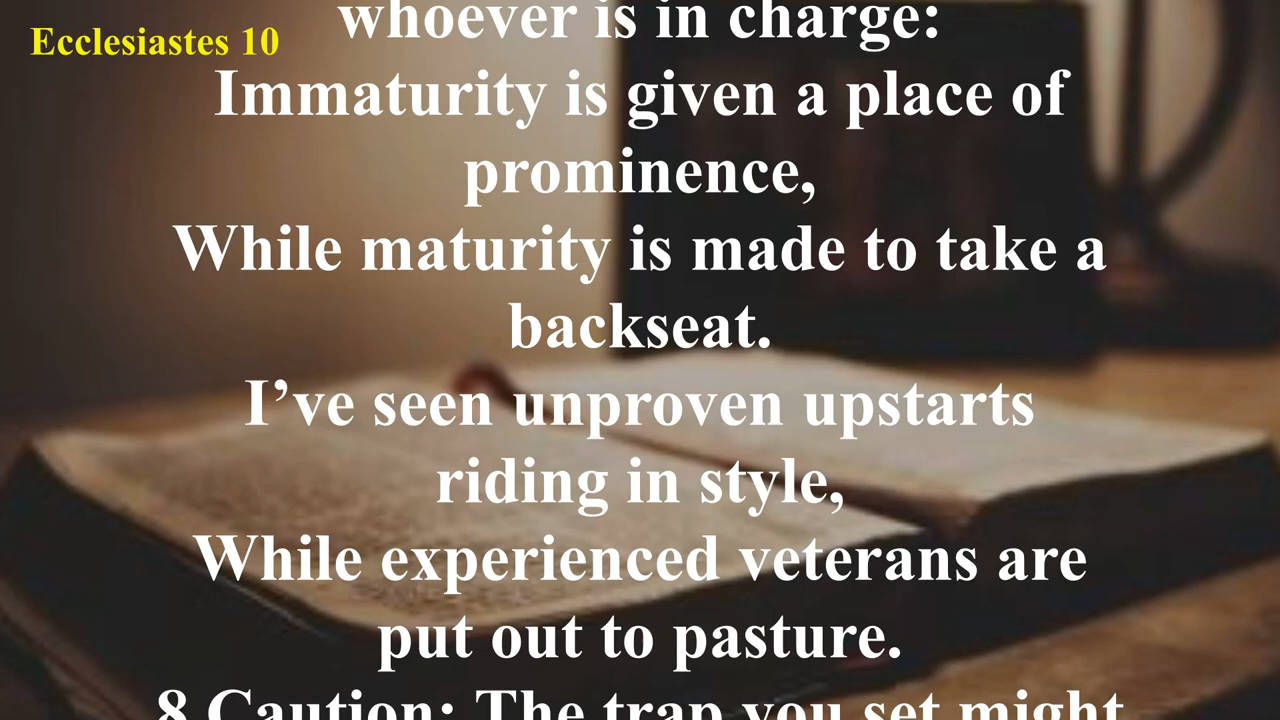 Ecclesiastes 10
whoever is in charge:
Immaturity is given a place of
prominence,
While maturity is made to take a
backseat.
I’ve seen unproven upstarts
riding in style,
While experienced veterans are
put out to pasture.
8 Caution: The trap you set might